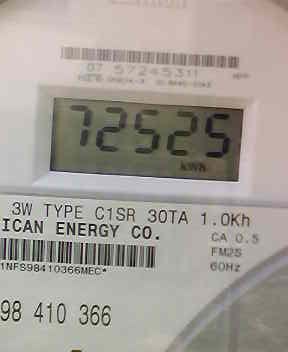 07 57245311
72525
kWh
3W TYPE C1SR 30TA 1.0Kh
ICAN ENERGY CO.
CA 0.5
FM2S
60Hz
1NFS98410366MEC*
98 410 366